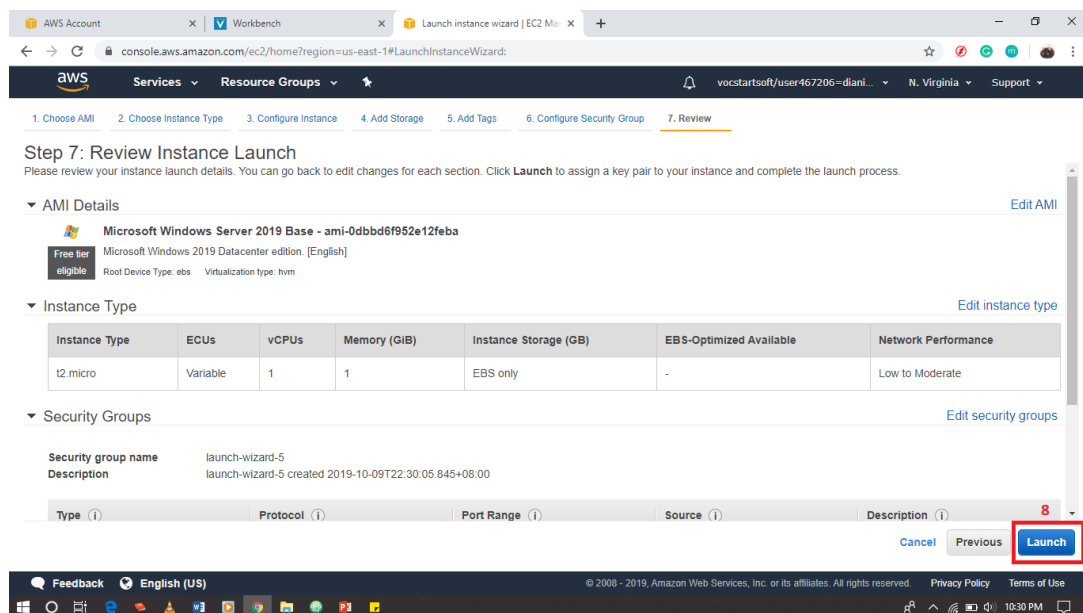 AWS Account
Workbench
Launch instance wizard | EC2 Ma
console.aws.amazon.com/ec2/home?region=us-east-1#LaunchInstanceWizard:
aws Services Resource Groups vocstartsoft/user467206=diani... N. Virginia Support
1. Choose AMI 2. Choose Instance Type 3. Configure Instance 4. Add Storage 5. Add Tags 6. Configure Security Group 7. Review
Step 7: Review Instance Launch
Please review your instance launch details. You can go back to edit changes for each section. Click Launch to assign a key pair to your instance and complete the launch process.
AMI Details Edit AMI
Microsoft Windows Server 2019 Base - ami-0dbbd6f952e12feba
Free tier eligible
Microsoft Windows 2019 Datacenter edition. [English]
Root Device Type: ebs Virtualization type: hvm
Instance Type Edit instance type
Instance Type ECUs vCPUs Memory (GiB) Instance Storage (GB) EBS-Optimized Available Network Performance
t2.micro Variable 1 1 EBS only - Low to Moderate
Security Groups Edit security groups
Security group name launch-wizard-5
Description launch-wizard-5 created 2019-10-09T22:30:05.845+08:00
Type Protocol Port Range Source Description
8
Cancel Previous Launch
Feedback English (US) © 2008 - 2019, Amazon Web Services, Inc. or its affiliates. All rights reserved. Privacy Policy Terms of Use
10:30 PM